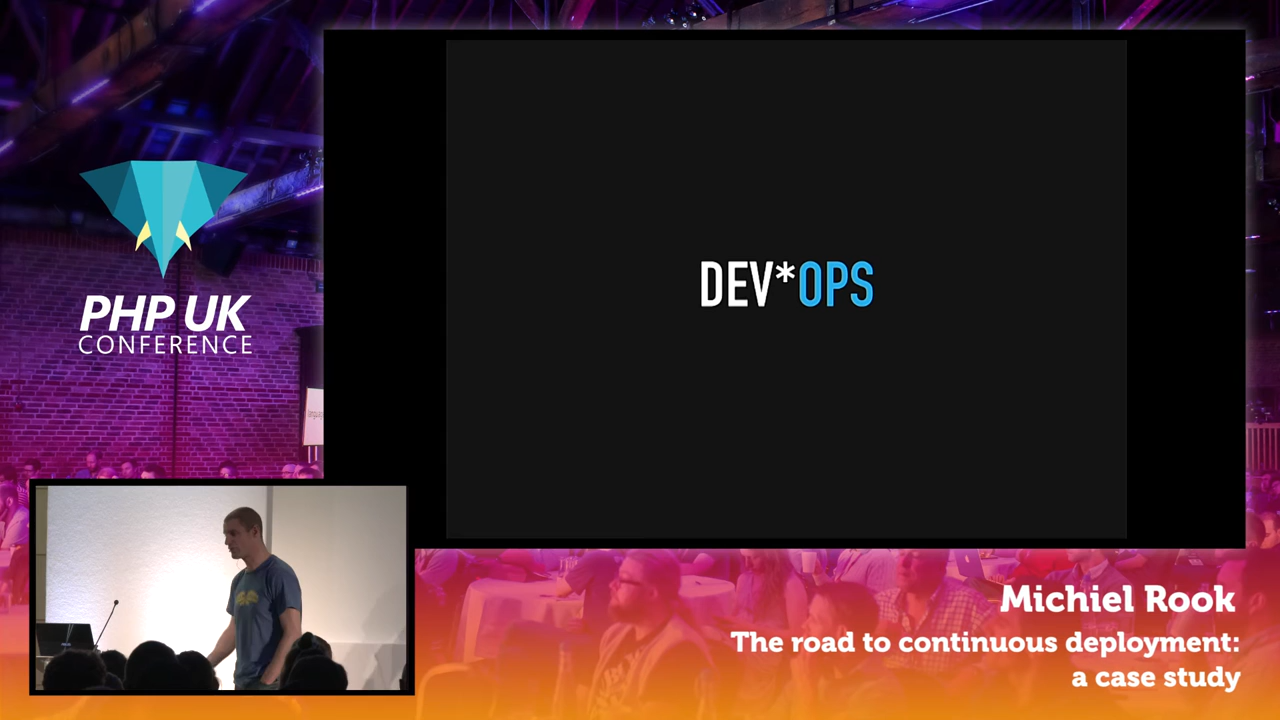 DEV*OPS
PHP UK
CONFERENCE
Michiel Rook
The road to continuous deployment:
a case study